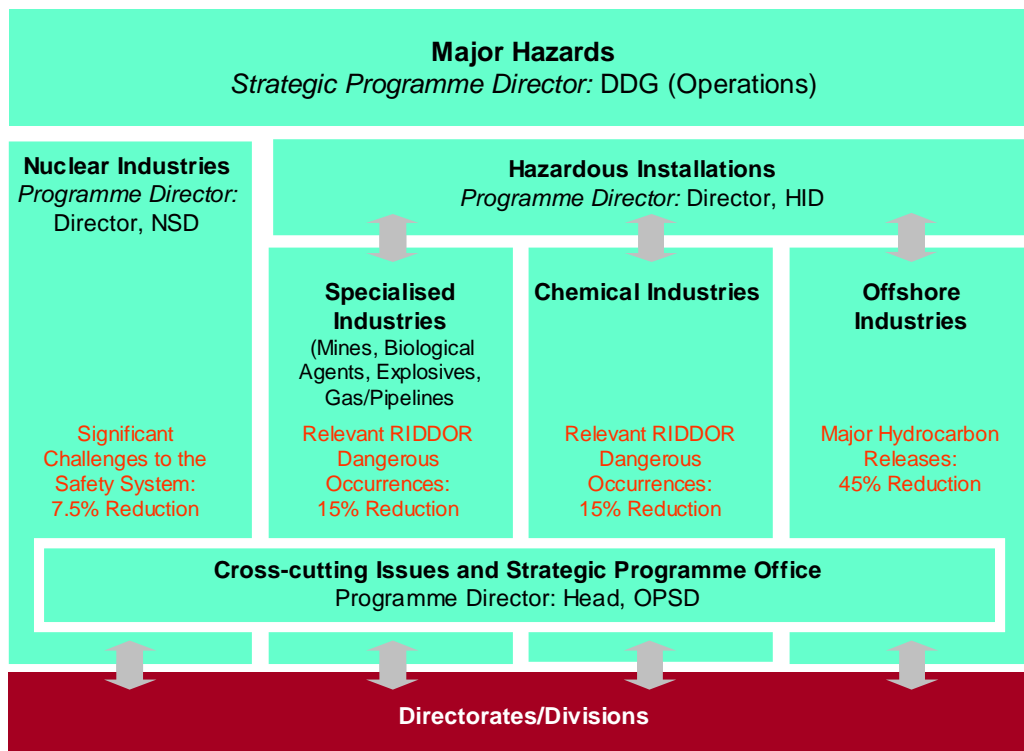 Major Hazards
Strategic Programme Director: DDG (Operations)
Nuclear Industries
Programme Director:
Director, NSD
Hazardous Installations
Programme Director: Director, HID
Specialised
Industries
(Mines, Biological
Agents, Explosives,
Gas/Pipelines
Chemical Industries
Offshore
Industries
Significant
Challenges to the
Safety System:
7.5% Reduction
Relevant RIDDOR
Dangerous
Occurrences:
15% Reduction
Relevant RIDDOR
Dangerous
Occurrences:
15% Reduction
Major Hydrocarbon
Releases:
45% Reduction
Cross-cutting Issues and Strategic Programme Office
Programme Director: Head, OPSD
Directorates/Divisions